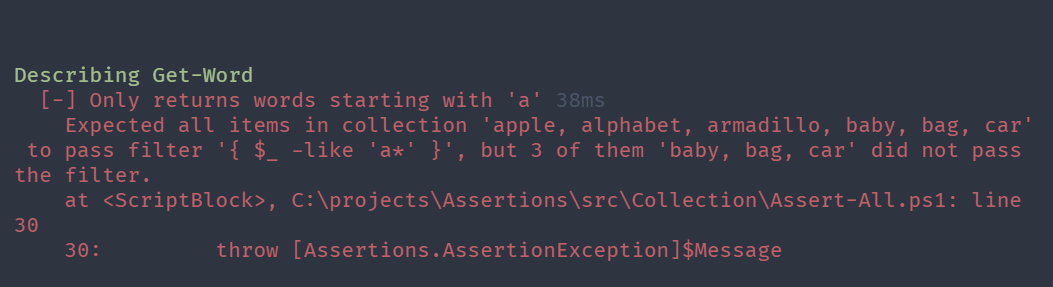 Describing Get-Word
[-] Only returns words starting with 'a' 38ms
Expected all items in collection 'apple, alphabet, armadillo, baby, bag, car'
to pass filter '{ $_ -like 'a*' }', but 3 of them 'baby, bag, car' did not pass
the filter.
at <ScriptBlock>, C:\projects\Assertions\src\Collection\Assert-All.ps1: line
30
30:         throw [Assertions.AssertionException]$Message